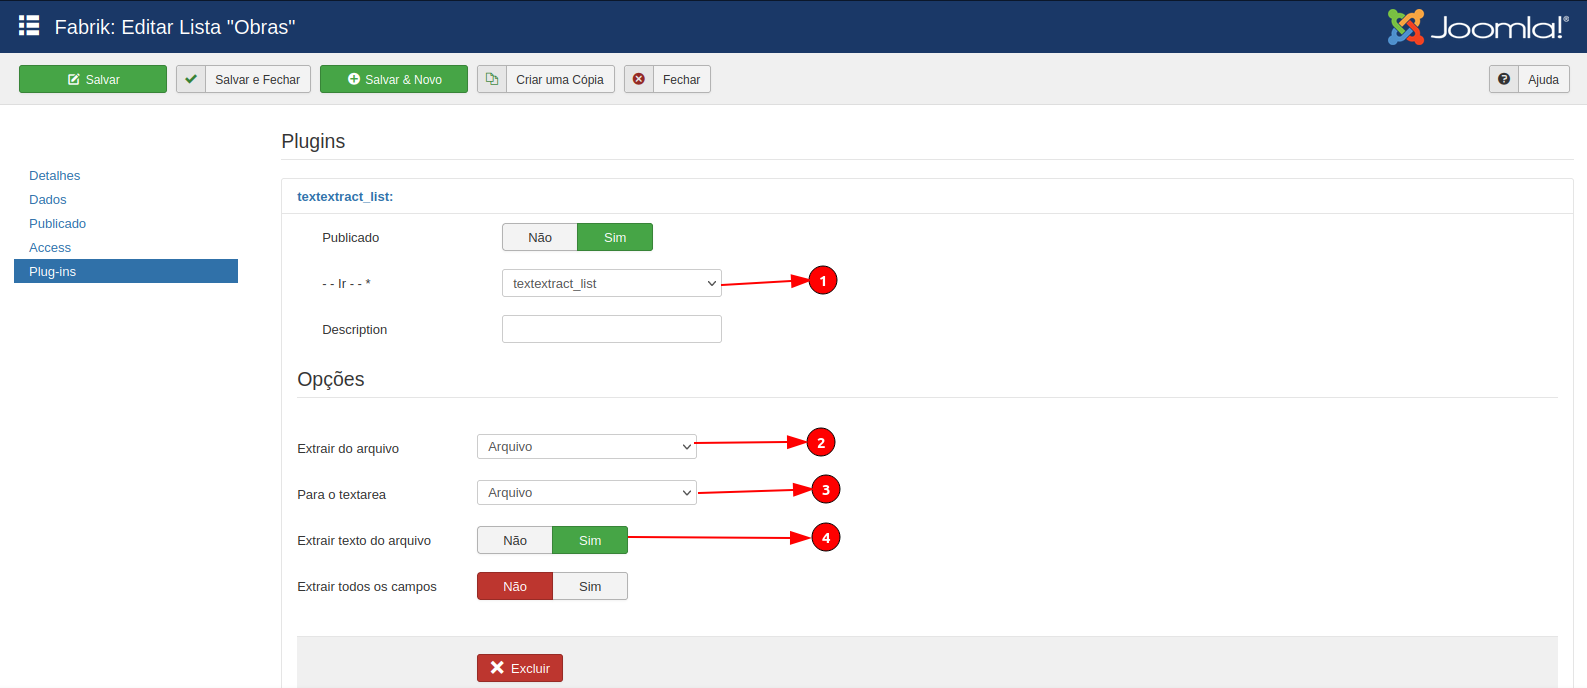 Fabrik: Editar Lista "Obras"
Joomla!®
Salvar
Salvar e Fechar
Salvar & Novo
Criar uma Cópia
Fechar
Ajuda
Plugins
Detalhes
Dados
Publicado
Access
Plug-ins
textextract_list:
Publicado
Não
Sim
- - Ir - - *
textextract_list
1
Description
Opções
Extrair do arquivo
Arquivo
2
Para o textarea
Arquivo
3
Extrair texto do arquivo
Não
Sim
4
Extrair todos os campos
Não
Sim
Excluir